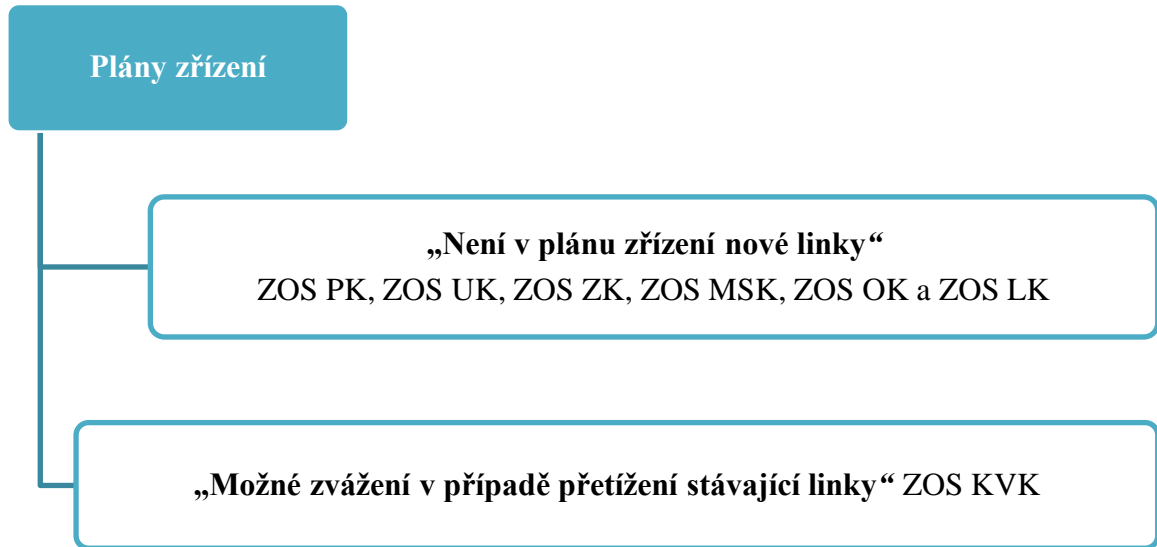 Plány zřízení
„Není v plánu zřízení nové linky“
ZOS PK, ZOS UK, ZOS ZK, ZOS MSK, ZOS OK a ZOS LK
„Možné zvážení v případě přetížení stávající linky“ ZOS KVK